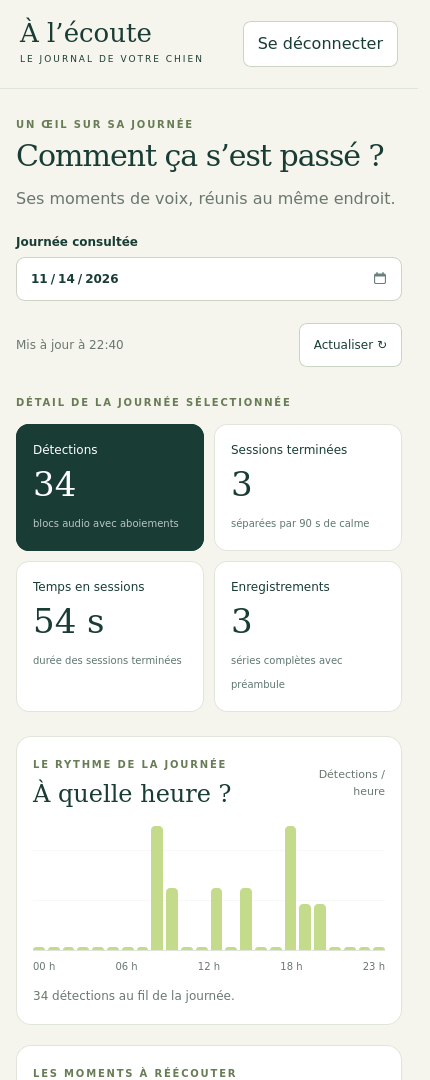 À l’écoute
LE JOURNAL DE VOTRE CHIEN
Se déconnecter
UN ŒIL SUR SA JOURNÉE
Comment ça s’est passé ?
Ses moments de voix, réunis au même endroit.
Journée consultée
11/14/2026
Mis à jour à 22:40
Actualiser ↻
DÉTAIL DE LA JOURNÉE SÉLECTIONNÉE
Détections
34
blocs audio avec aboiements
Sessions terminées
3
séparées par 90 s de calme
Temps en sessions
54 s
durée des sessions terminées
Enregistrements
3
séries complètes avec
préambule
LE RYTHME DE LA JOURNÉE
À quelle heure ?
Détections /
heure
00 h 06 h 12 h 18 h 23 h
34 détections au fil de la journée.
LES MOMENTS À RÉÉCOUTER